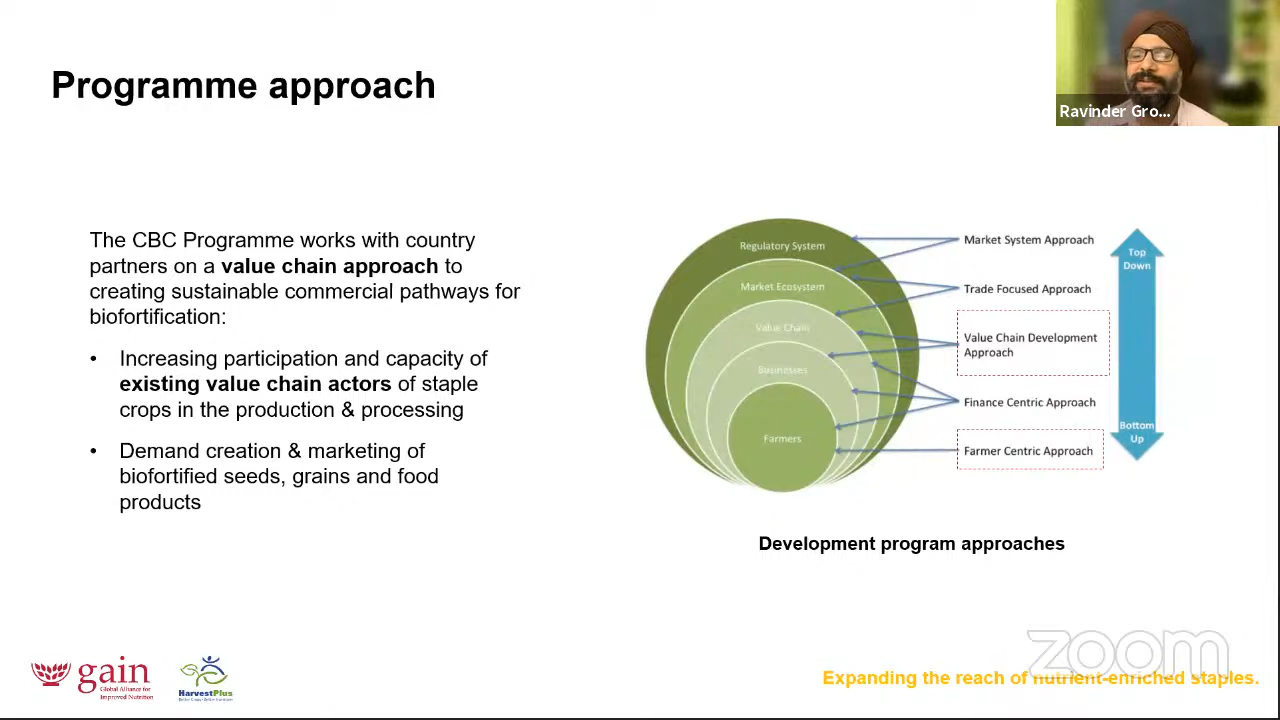 Programme approach
Ravinder Gro...
The CBC Programme works with country
partners on a value chain approach to
creating sustainable commercial pathways for
biofortification:
• Increasing participation and capacity of
existing value chain actors of staple
crops in the production & processing
• Demand creation & marketing of
biofortified seeds, grains and food
products
Regulatory System
Market Ecosystem
Value Chain
Businesses
Farmers
Market System Approach
Trade Focused Approach
Value Chain Development
Approach
Finance Centric Approach
Farmer Centric Approach
Top
Down
Bottom
Up
Development program approaches
gain
Global Alliance for
Improved Nutrition
HarvestPlus
zoom
Expanding the reach of nutrient-enriched staples.